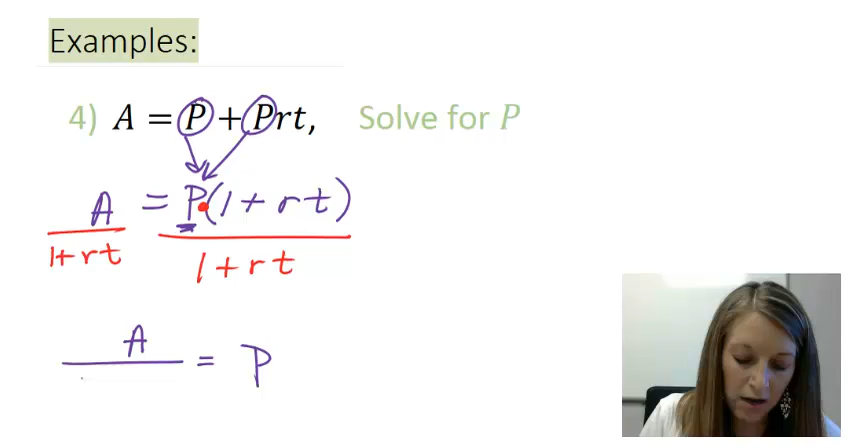 Examples:
4) A = P + Prt, Solve for P
A = P·(1 + rt)
1+rt 1+rt
A
= P